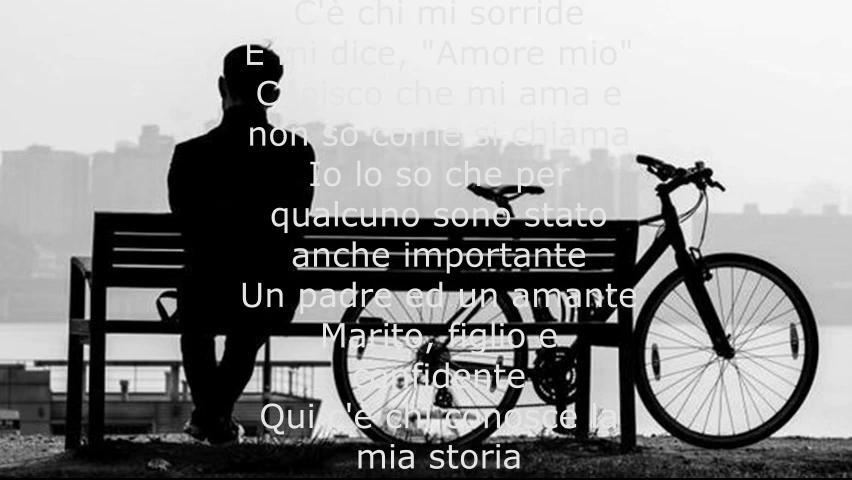 C'è chi mi sorride
E mi dice, "Amore mio"
Capisco che mi ama e
non so come si chiama
Io lo so che per
qualcuno sono stato
anche importante
Un padre ed un amante
Marito, figlio e
confidente
Qui c'è chi conosce la
mia storia